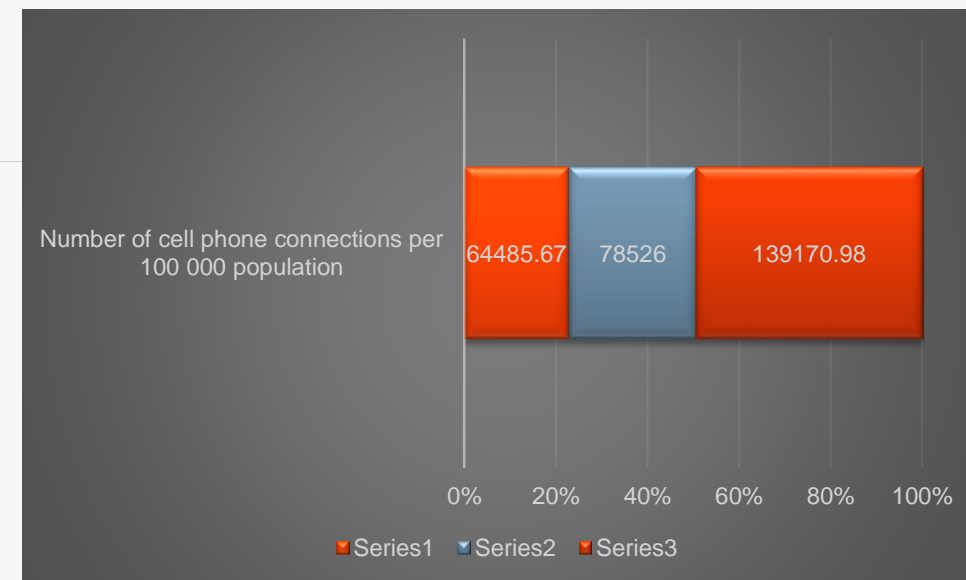 Number of cell phone connections per
100 000 population
64485.67 78526 139170.98
0% 20% 40% 60% 80% 100%
Series1 Series2 Series3